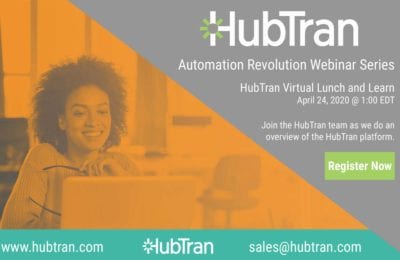 HubTran
Automation Revolution Webinar Series
HubTran Virtual Lunch and Learn
April 24, 2020 @ 1:00 EDT
Join the HubTran team as we do an
overview of the HubTran platform.
Register Now
www.hubtran.com
HubTran
sales@hubtran.com